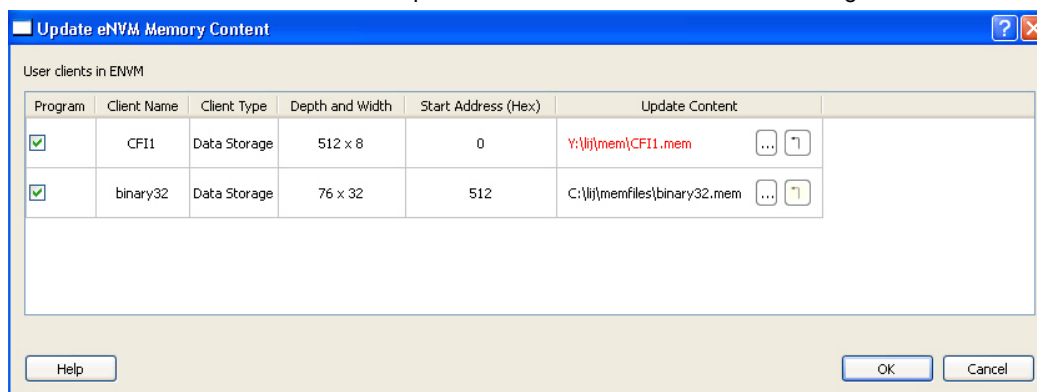 Update eNVM Memory Content
User clients in ENVM
Program Client Name Client Type Depth and Width Start Address (Hex) Update Content
CFI1 Data Storage 512 x 8 0 Y:\lij\mem\CFI1.mem ...
binary32 Data Storage 76 x 32 512 C:\lij\memfiles\binary32.mem ...
Help OK Cancel